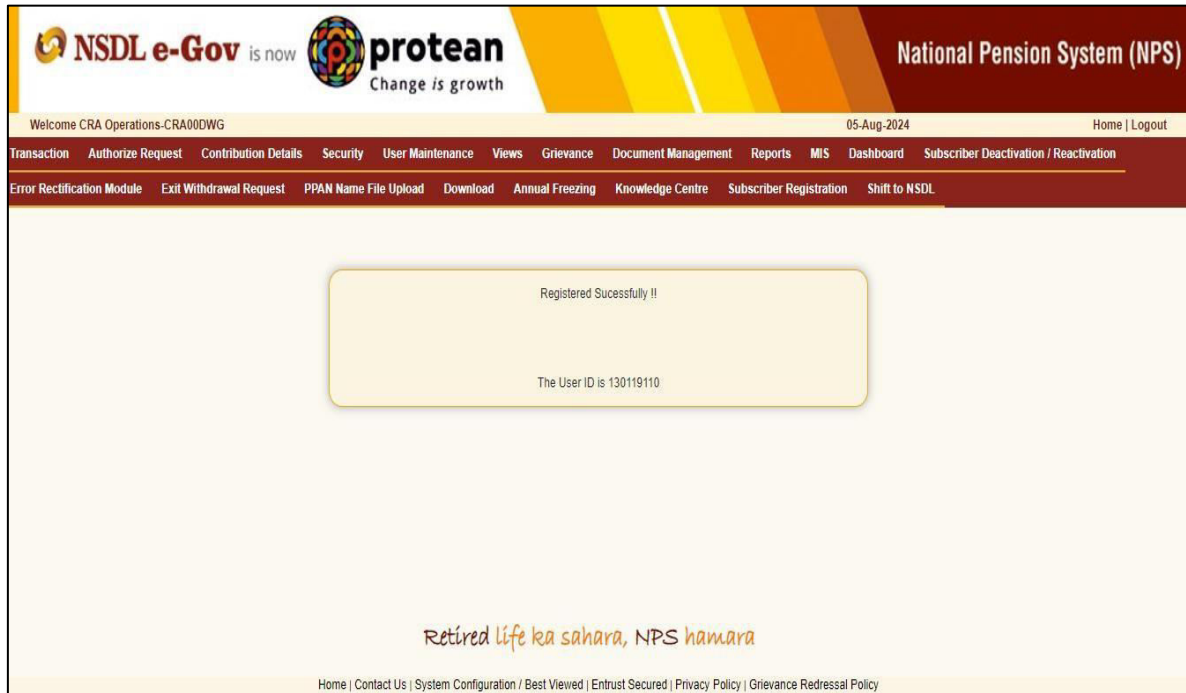 NSDL e-Gov is now protean
Change is growth
National Pension System (NPS)
Welcome CRA Operations-CRA00DWG 05-Aug-2024 Home | Logout
Transaction Authorize Request Contribution Details Security User Maintenance Views Grievance Document Management Reports MIS Dashboard Subscriber Deactivation / Reactivation
Error Rectification Module Exit Withdrawal Request PPAN Name File Upload Download Annual Freezing Knowledge Centre Subscriber Registration Shift to NSDL
Registered Sucessfully !!
The User ID is 130119110
Retired life ka sahara, NPS hamara
Home | Contact Us | System Configuration / Best Viewed | Entrust Secured | Privacy Policy | Grievance Redressal Policy